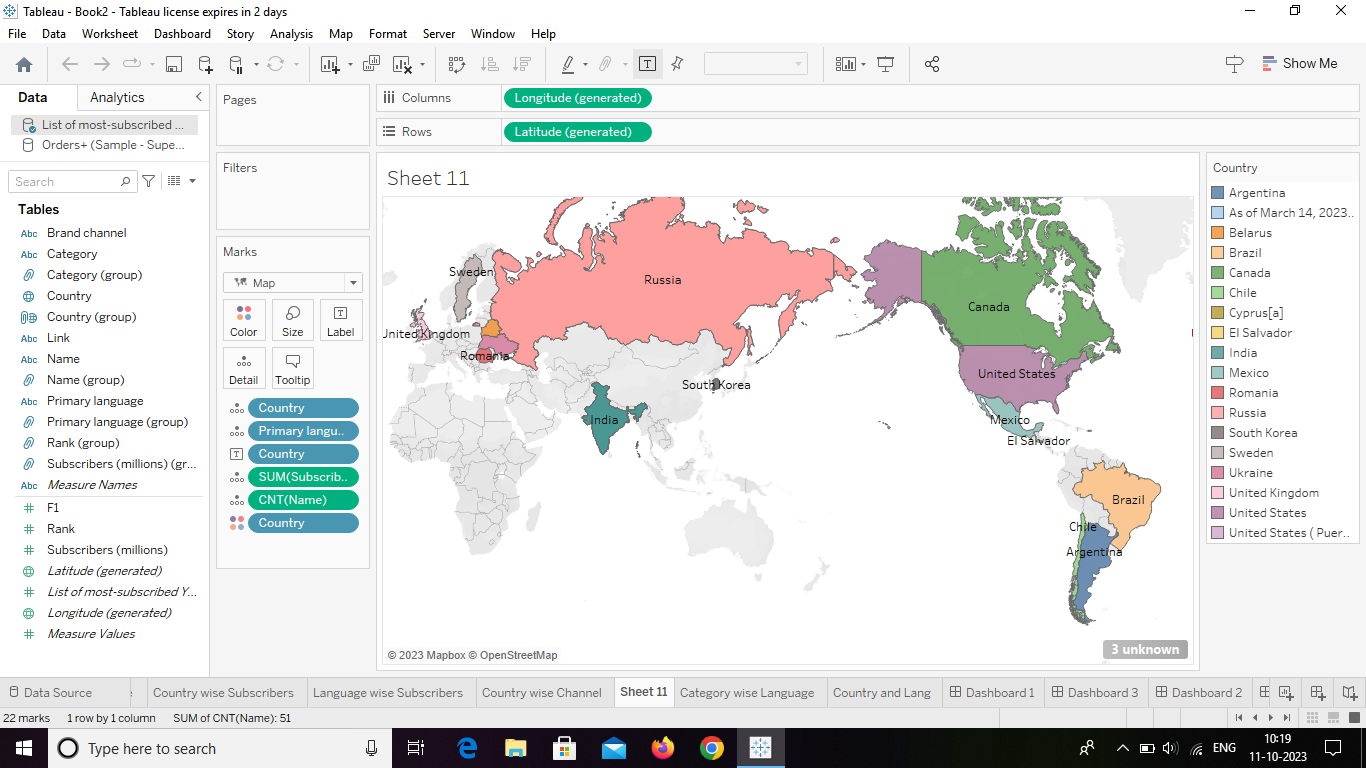 Tableau - Book2 - Tableau license expires in 2 days
File Data Worksheet Dashboard Story Analysis Map Format Server Window Help
Show Me
Data Analytics
List of most-subscribed ...
Orders+ (Sample - Supe...
Search
Tables
Abc Brand channel
Abc Category
Category (group)
Country
Country (group)
Abc Link
Abc Name
Name (group)
Abc Primary language
Primary language (group)
Rank (group)
Subscribers (millions) (gr...
Abc Measure Names
F1
Rank
Subscribers (millions)
Latitude (generated)
List of most-subscribed Y...
Longitude (generated)
Measure Values
Pages
Filters
Marks
Map
Color Size Label
Detail Tooltip
Country
Primary langu..
Country
SUM(Subscrib..
CNT(Name)
Country
Columns Longitude (generated)
Rows Latitude (generated)
Sheet 11
Sweden
Russia
Canada
United Kingdom
Romania
United States
South Korea
India
Mexico
El Salvador
Brazil
Chile
Argentina
© 2023 Mapbox © OpenStreetMap
3 unknown
Country
Argentina
As of March 14, 2023..
Belarus
Brazil
Canada
Chile
Cyprus[a]
El Salvador
India
Mexico
Romania
Russia
South Korea
Sweden
Ukraine
United Kingdom
United States
United States ( Puer..
Data Source Country wise Subscribers Language wise Subscribers Country wise Channel Sheet 11 Category wise Language Country and Lang Dashboard 1 Dashboard 3 Dashboard 2
22 marks 1 row by 1 column SUM of CNT(Name): 51
Type here to search
ENG
10:19
11-10-2023